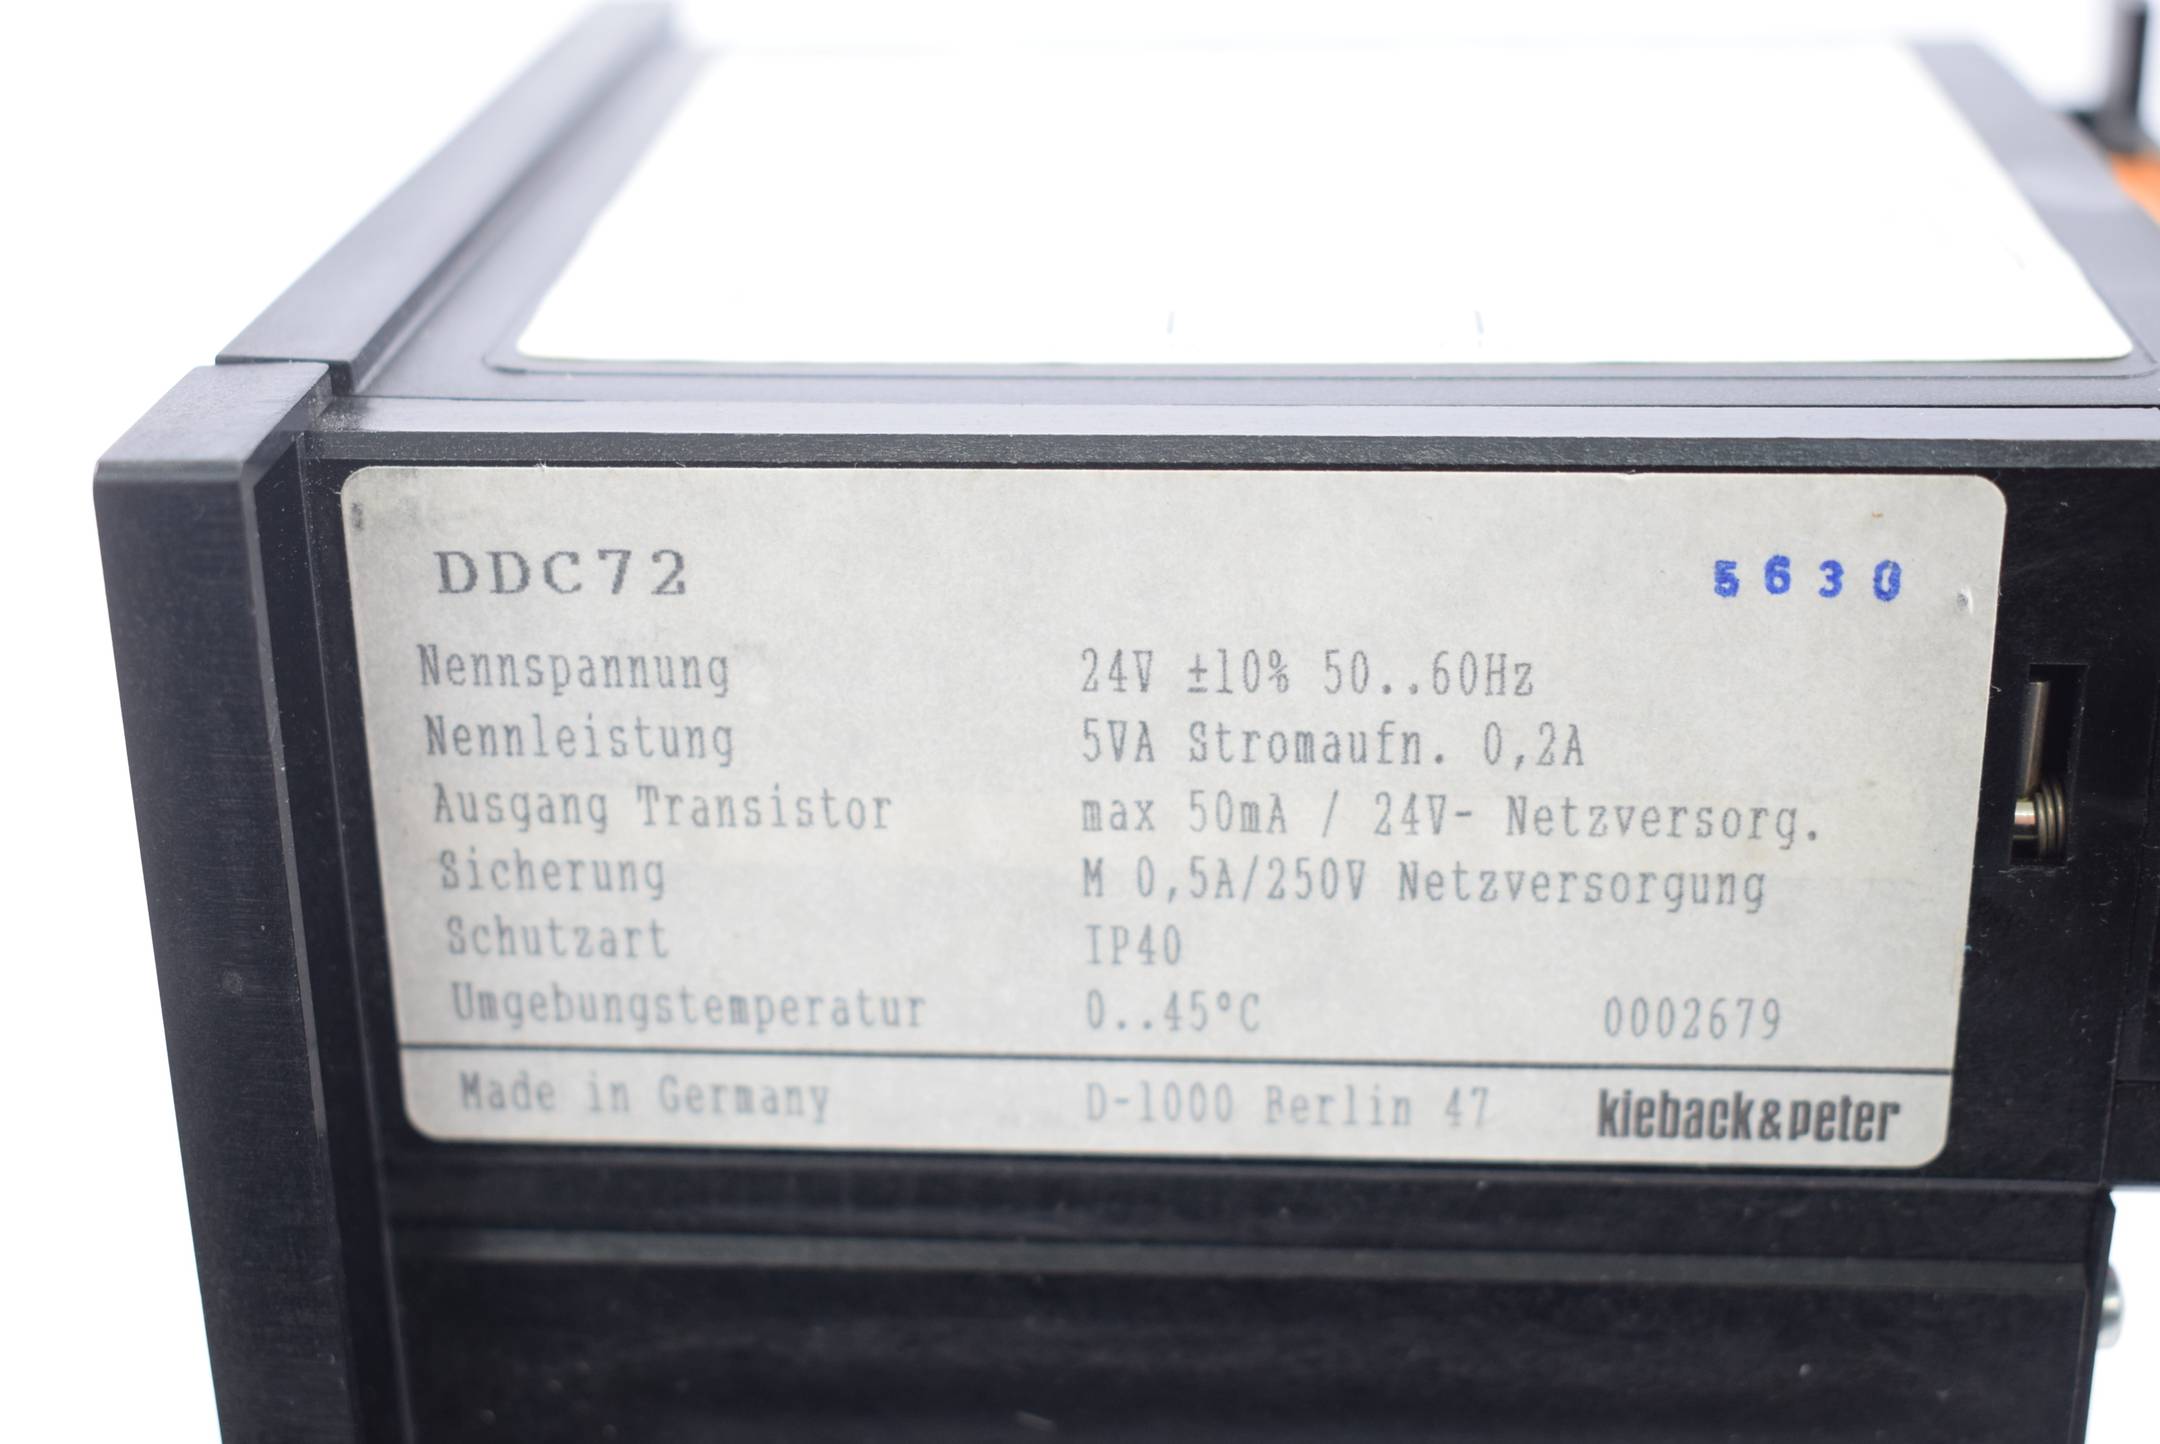 DDC72 5630
Nennspannung 24V ±10% 50..60Hz
Nennleistung 5VA Stromaufn. 0,2A
Ausgang Transistor max 50mA / 24V- Netzversorg.
Sicherung M 0,5A/250V Netzversorgung
Schutzart IP40
Umgebungstemperatur 0..45°C 0002679
Made in Germany D-1000 Berlin 47 kieback&peter